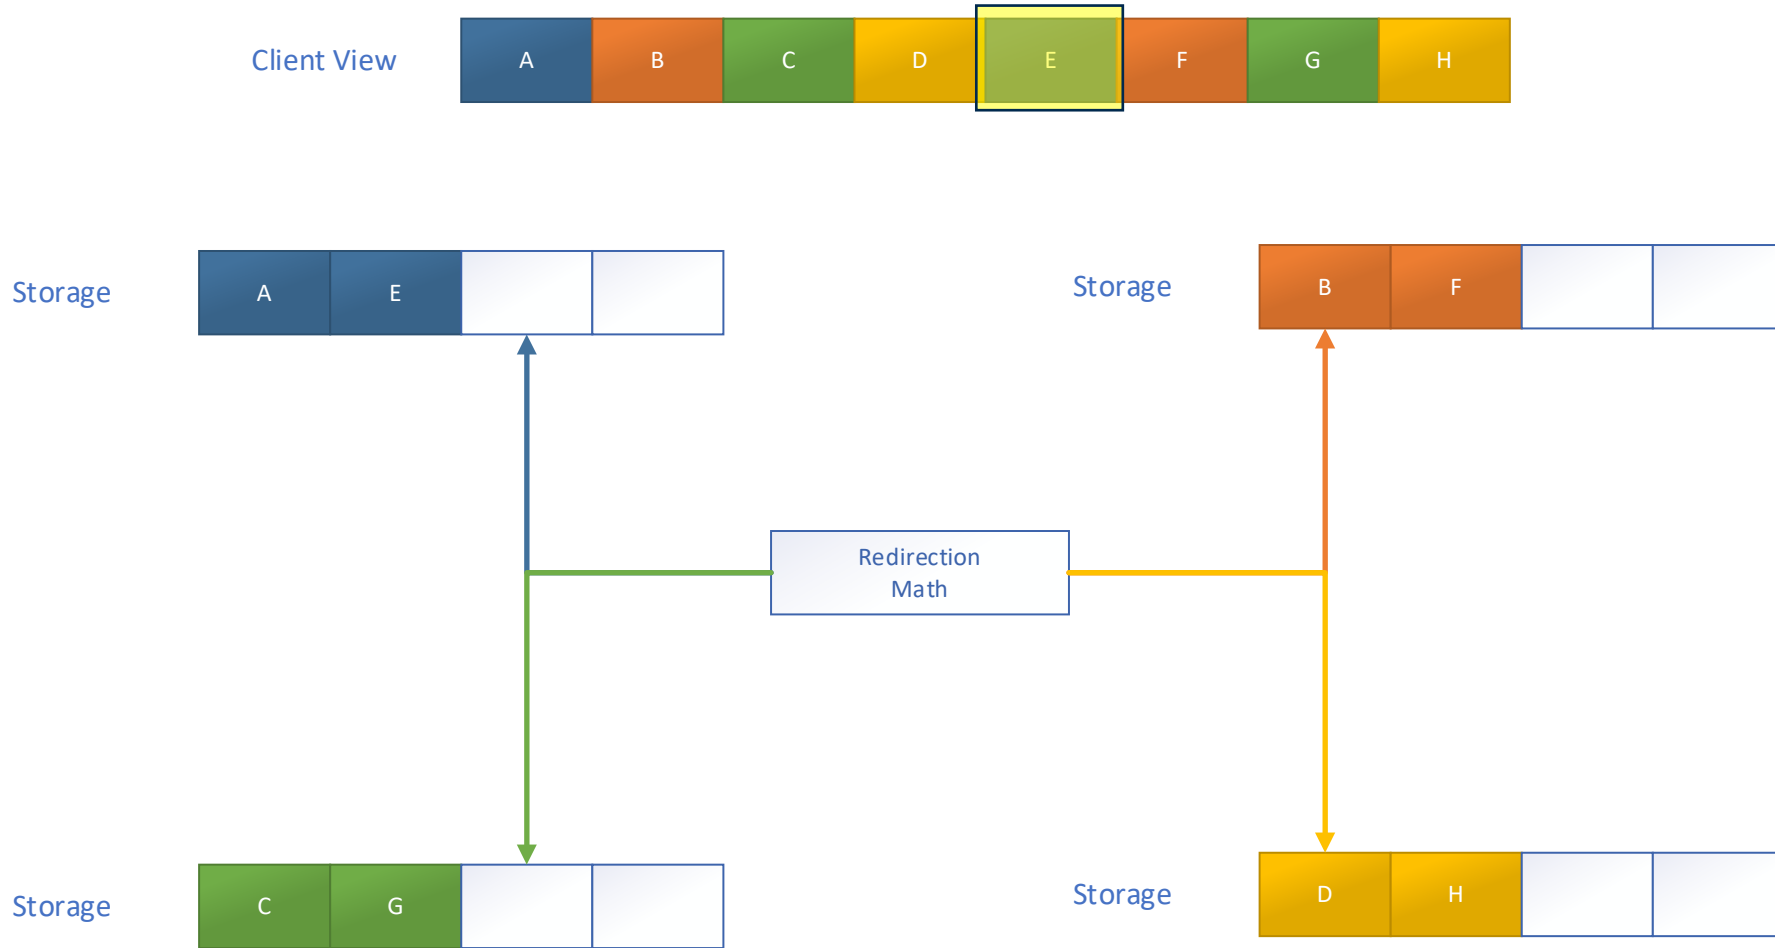 Client View
A B C D E F G H
Storage
A E
Storage
B F
Redirection
Math
Storage
C G
Storage
D H